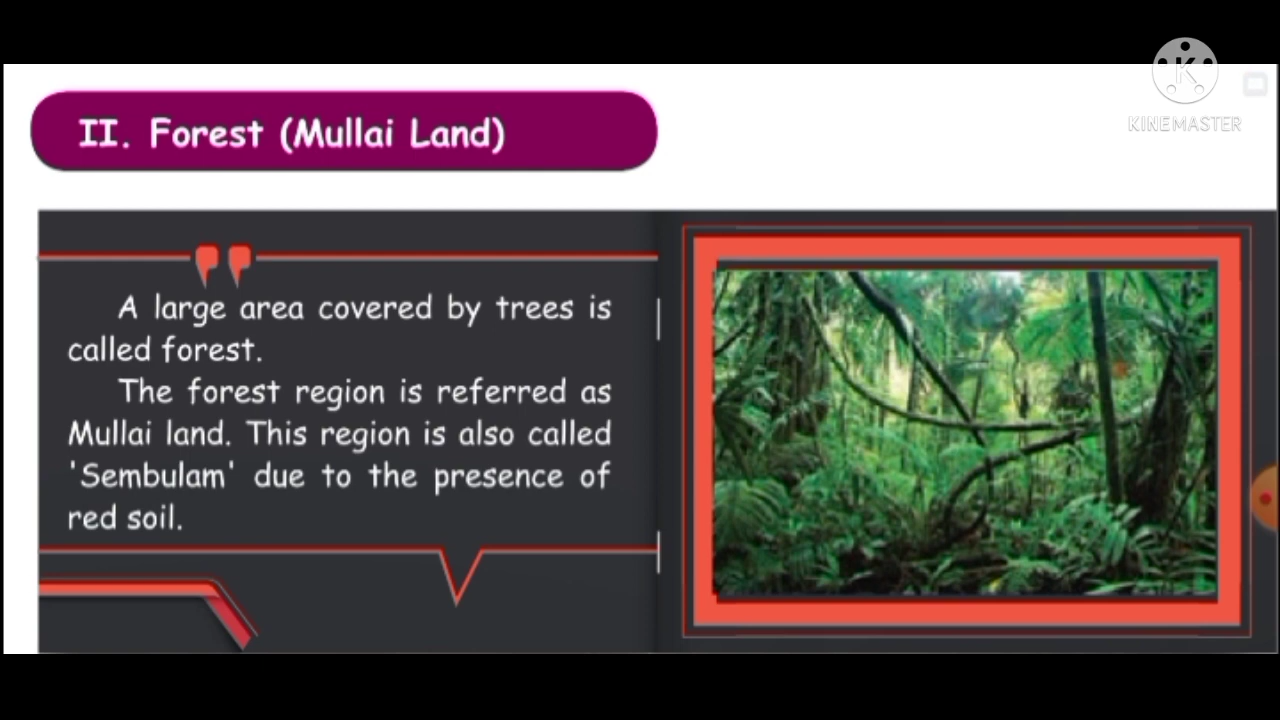 KINEMASTER
II. Forest (Mullai Land)
A large area covered by trees is
called forest.
The forest region is referred as
Mullai land. This region is also called
'Sembulam' due to the presence of
red soil.